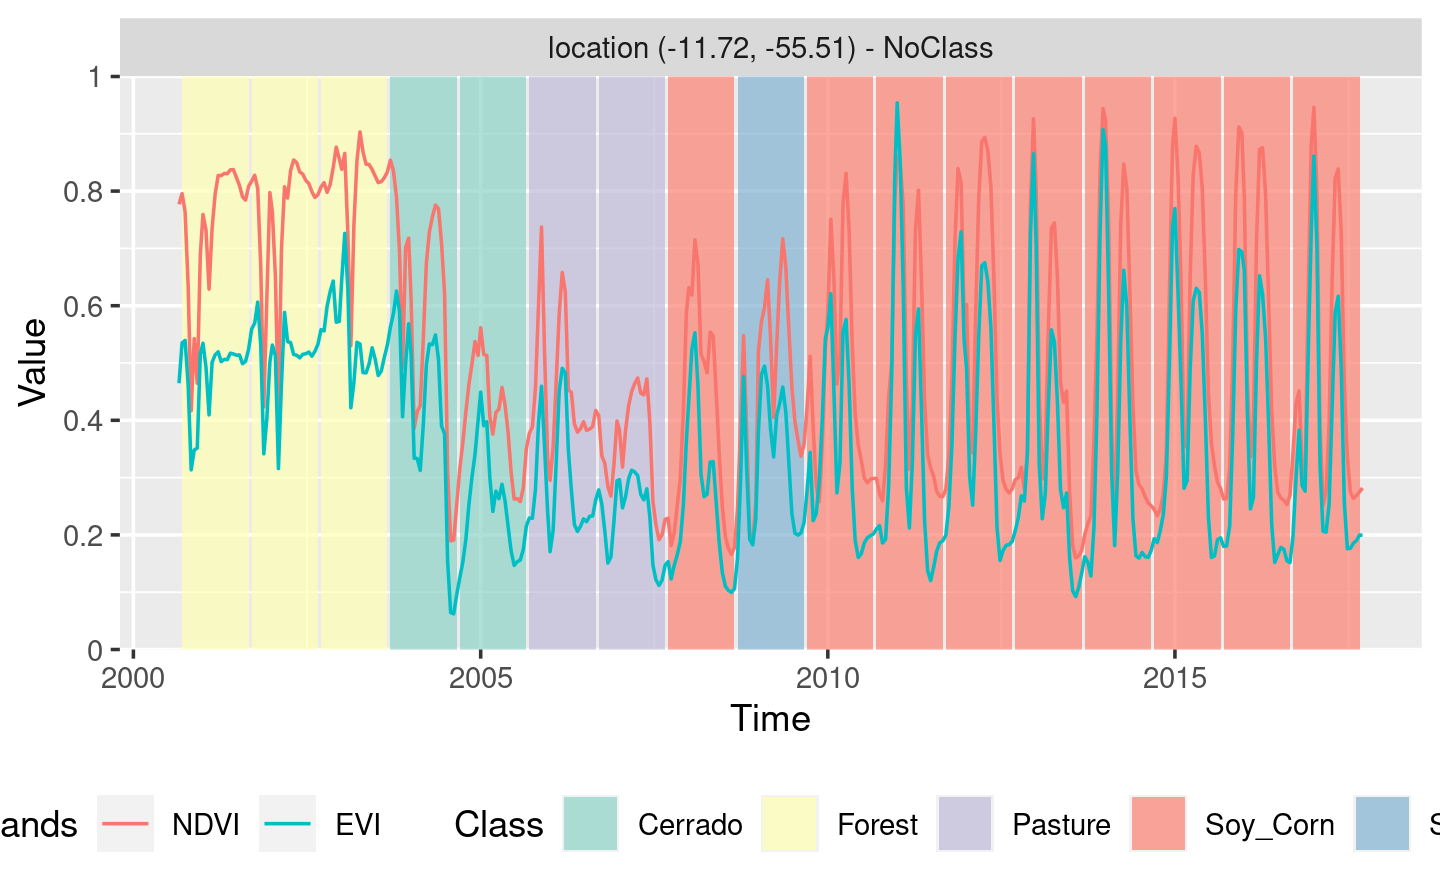 location (-11.72, -55.51) - NoClass
1
0.8
0.6
0.4
0.2
0
Value
2000 2005 2010 2015
Time
ands NDVI EVI Class Cerrado Forest Pasture Soy_Corn